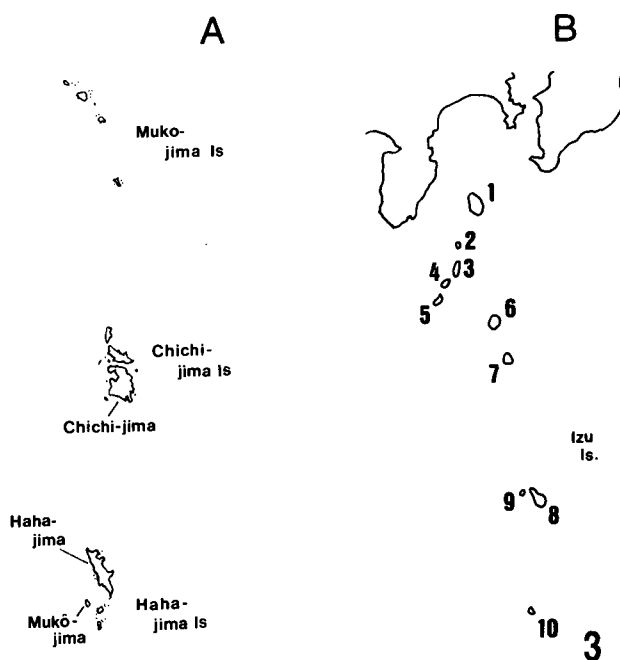 A
Muko-
jima Is
Chichi-
jima Is
Chichi-jima
Haha-
jima
Mukô-
jima
Haha-
jima Is
B
1
2
3
4
5
6
7
Izu
Is.
9
8
10
3